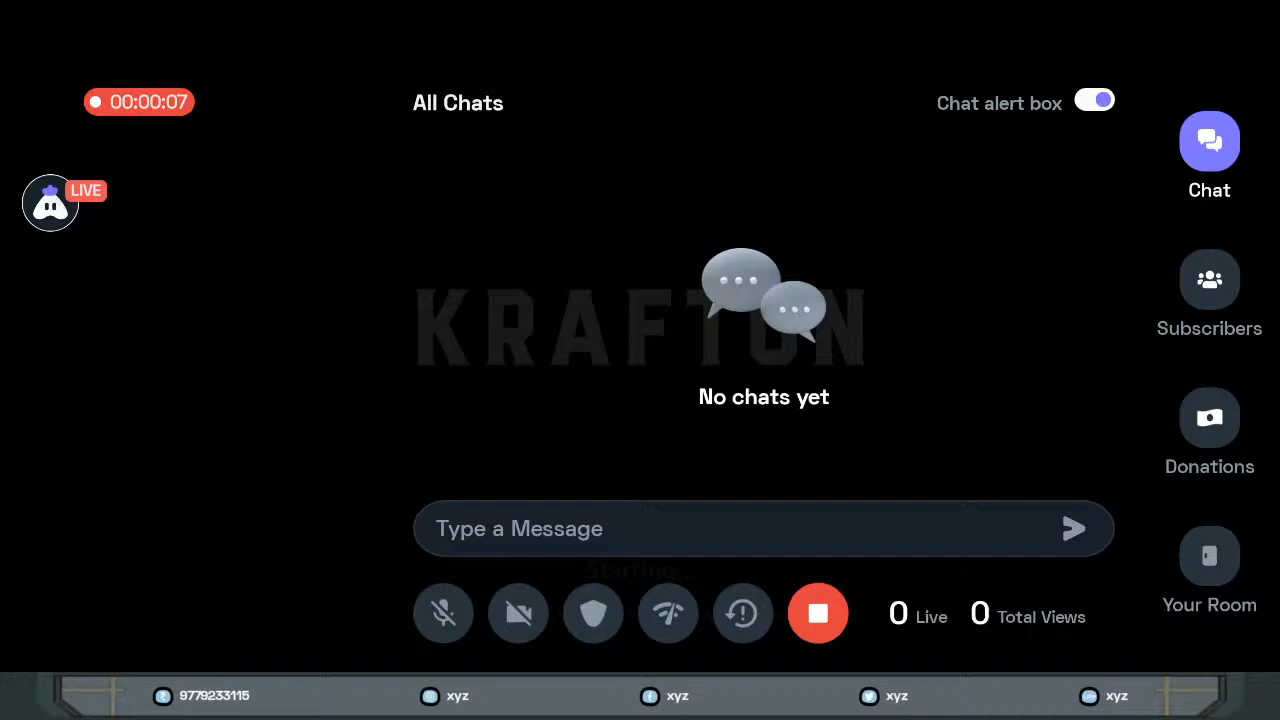 00:00:07
All Chats
Chat alert box
LIVE
Chat
KRAFTON
Subscribers
No chats yet
Donations
Type a Message
Starting...
Your Room
0 Live
0 Total Views
9779233115
xyz
xyz
xyz
xyz